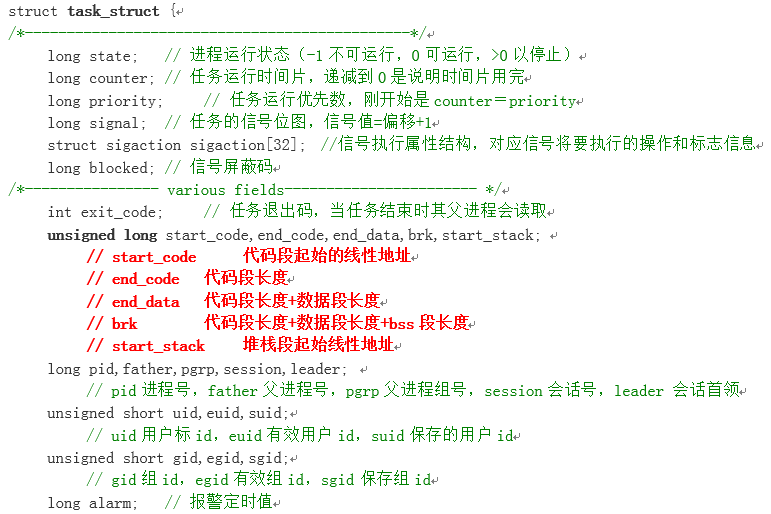 struct task_struct {
/*-----------------------------------------------*/
long state; // 进程运行状态（-1 不可运行，0 可运行，>0 以停止）
long counter; // 任务运行时间片，递减到 0 是说明时间片用完
long priority; // 任务运行优先数，刚开始是 counter＝priority
long signal; // 任务的信号位图，信号值=偏移+1
struct sigaction sigaction[32]; //信号执行属性结构，对应信号将要执行的操作和标志信息
long blocked; // 信号屏蔽码
/*---------------- various fields----------------------- */
int exit_code; // 任务退出码，当任务结束时其父进程会读取
unsigned long start_code,end_code,end_data,brk,start_stack;
// start_code 代码段起始的线性地址
// end_code 代码段长度
// end_data 代码段长度+数据段长度
// brk 代码段长度+数据段长度+bss 段长度
// start_stack 堆栈段起始线性地址
long pid,father,pgrp,session,leader;
// pid 进程号，father 父进程号，pgrp 父进程组号，session 会话号，leader 会话首领
unsigned short uid,euid,suid;
// uid 用户标 id，euid 有效用户 id，suid 保存的用户 id
unsigned short gid,egid,sgid;
// gid 组 id，egid 有效组 id，sgid 保存组 id
long alarm; // 报警定时值